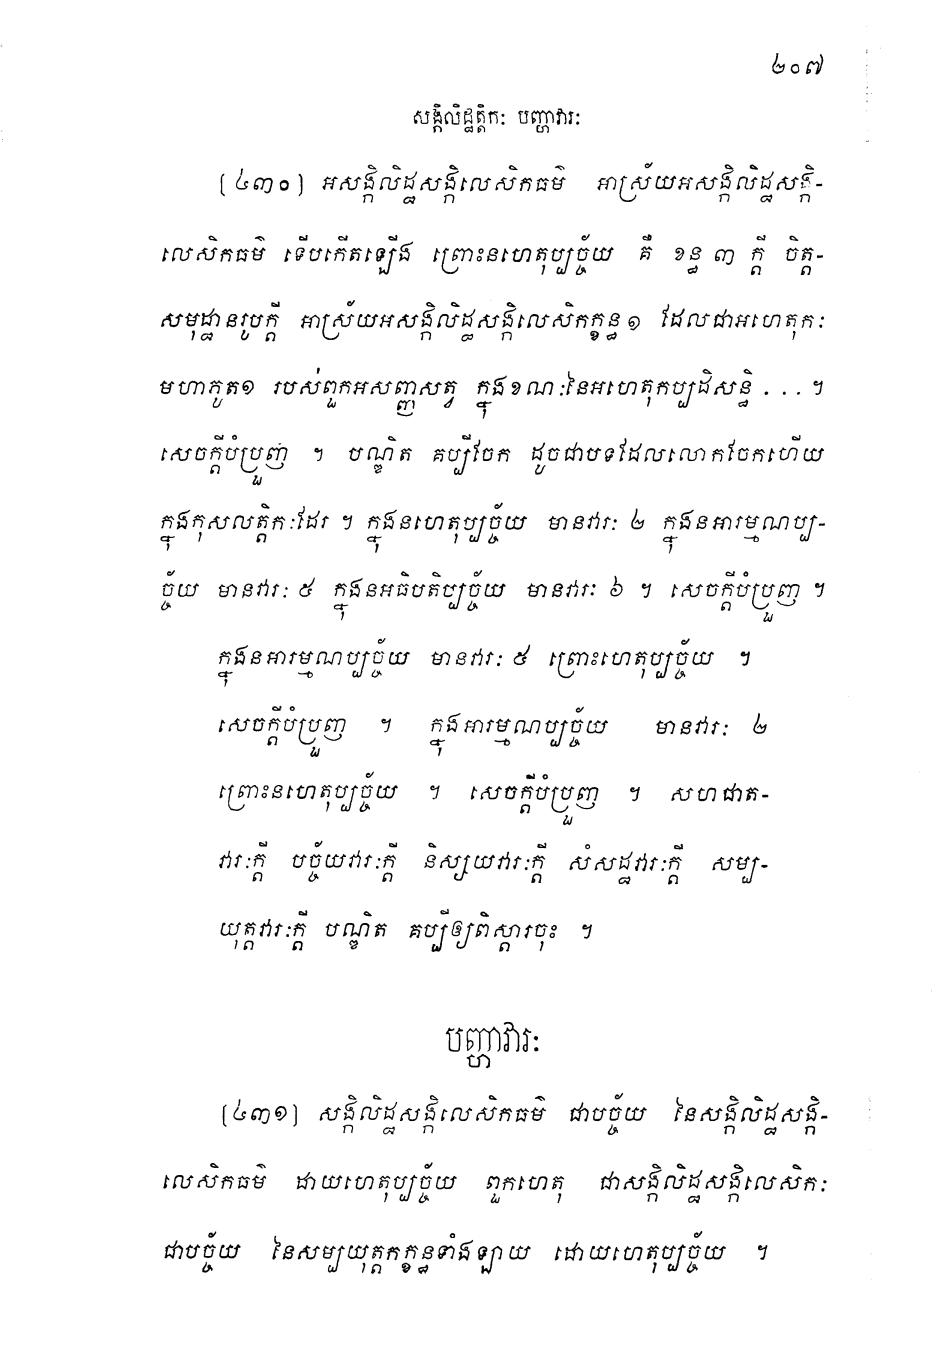 ២០៧
សង្កិលិដ្ឋត្តិកៈ បញ្ហាវារៈ
(៤៣០) អសង្កិលិដ្ឋសង្កិលេសិកធម៌ អាស្រ័យអសង្កិលិដ្ឋសង្កិ-
លេសិកធម៌ ទើបកើតឡើង ព្រោះនហេតុប្បច្ច័យ គឺ ខន្ធ ៣ ក្តី ចិត្ត-
សមុដ្ឋានរូបក្តី អាស្រ័យអសង្កិលិដ្ឋសង្កិលេសិកក្ខន្ធ១ ដែលជាអហេតុកៈ
មហាភូត១ របស់ពួកអសញ្ញសត្វ ក្នុងខណៈនៃអហេតុកប្បដិសន្ធិ . . . ។
សេចក្តីបំប្រួញ ។ បណ្ឌិត គប្បីចែក ដូចជាបទដែលលោកចែកហើយ
ក្នុងកុសលត្តិកៈដែរ ។ ក្នុងនហេតុប្បច្ច័យ មានវារៈ ២ ក្នុងនអារម្មណប្ប-
ច្ច័យ មានវារៈ ៥ ក្នុងនអធិបតិប្បច្ច័យ មានវារៈ ៦ ។ សេចក្តីបំប្រួញ ។
ក្នុងនអារម្មណប្បច្ច័យ មានវារៈ ៥ ព្រោះហេតុប្បច្ច័យ ។
សេចក្តីបំប្រួញ ។ ក្នុងអារម្មណប្បច្ច័យ មានវារៈ ២
ព្រោះនហេតុប្បច្ច័យ ។ សេចក្តីបំប្រួញ ។ សហជាត-
វារៈក្តី បច្ច័យវារៈក្តី និស្សយវារៈក្តី សំសដ្ឋវារៈក្តី សម្ប-
យុត្តវារៈក្តី បណ្ឌិត គប្បីឲ្យពិស្តារចុះ ។
បញ្ហាវារៈ
(៤៣១) សង្កិលិដ្ឋសង្កិលេសិកធម៌ ជាបច្ច័យ នៃសង្កិលិដ្ឋសង្កិ-
លេសិកធម៌ ដោយហេតុប្បច្ច័យ ពួកហេតុ ជាសង្កិលិដ្ឋសង្កិលេសិកៈ
ជាបច្ច័យ នៃសម្បយុត្តកក្ខន្ធទាំងឡាយ ដោយហេតុប្បច្ច័យ ។